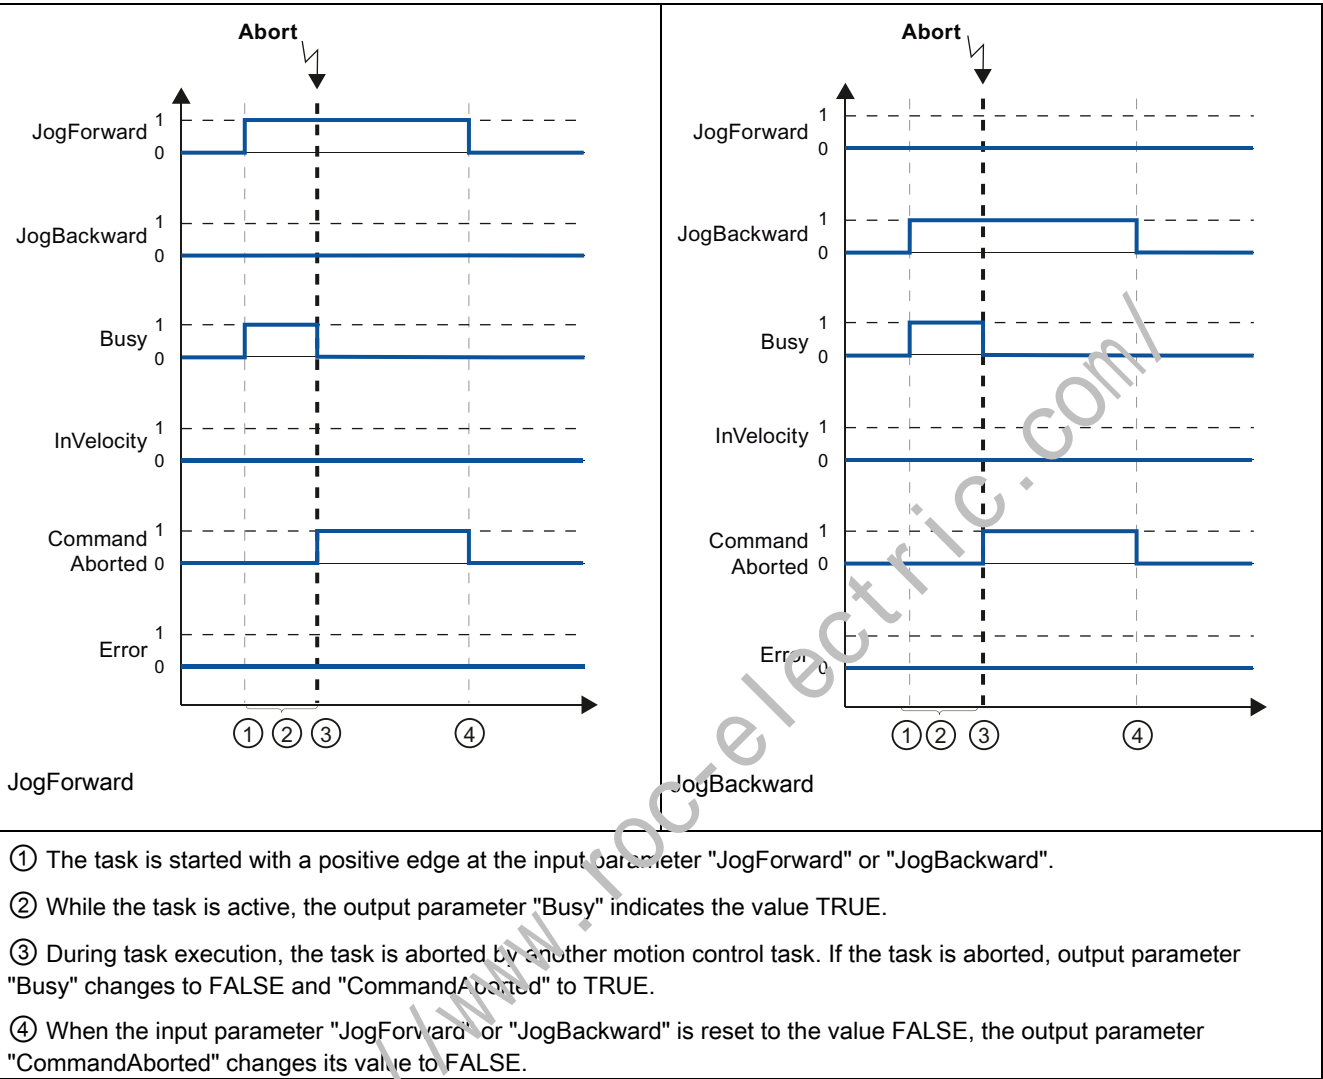 Abort
JogForward 1
0
JogBackward 1
0
Busy 1
0
InVelocity 1
0
Command 1
Aborted 0
Error 1
0
① ② ③ ④
JogForward
Abort
JogForward 1
0
JogBackward 1
0
Busy 1
0
InVelocity 1
0
Command 1
Aborted 0
Error 0
① ② ③ ④
JogBackward
① The task is started with a positive edge at the input parameter "JogForward" or "JogBackward".
② While the task is active, the output parameter "Busy" indicates the value TRUE.
③ During task execution, the task is aborted by another motion control task. If the task is aborted, output parameter
"Busy" changes to FALSE and "CommandAborted" to TRUE.
④ When the input parameter "JogForward" or "JogBackward" is reset to the value FALSE, the output parameter
"CommandAborted" changes its value to FALSE.
//www.roc-electric.com/